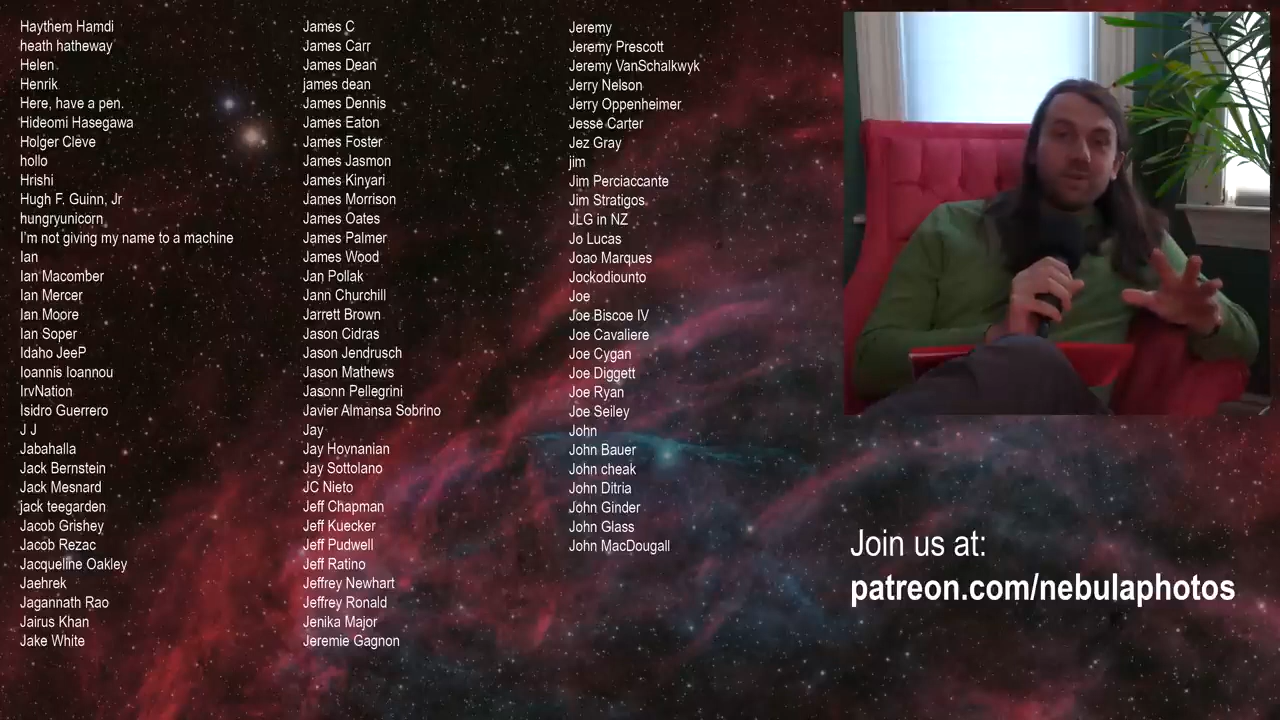 Haythem Hamdi
heath hatheway
Helen
Henrik
Here, have a pen.
Hideomi Hasegawa
Holger Cleve
hollo
Hrishi
Hugh F. Guinn, Jr
hungryunicorn
I'm not giving my name to a machine
Ian
Ian Macomber
Ian Mercer
Ian Moore
Ian Soper
Idaho JeeP
Ioannis Ioannou
IrvNation
Isidro Guerrero
J J
Jabahalla
Jack Bernstein
Jack Mesnard
jack teegarden
Jacob Grishey
Jacob Rezac
Jacqueline Oakley
Jaehrek
Jagannath Rao
Jairus Khan
Jake White
James C
James Carr
James Dean
james dean
James Dennis
James Eaton
James Foster
James Jasmon
James Kinyari
James Morrison
James Oates
James Palmer
James Wood
Jan Pollak
Jann Churchill
Jarrett Brown
Jason Cidras
Jason Jendrusch
Jason Mathews
Jasonn Pellegrini
Javier Almansa Sobrino
Jay
Jay Hovnanian
Jay Sottolano
JC Nieto
Jeff Chapman
Jeff Kuecker
Jeff Pudwell
Jeff Ratino
Jeffrey Newhart
Jeffrey Ronald
Jenika Major
Jeremie Gagnon
Jeremy
Jeremy Prescott
Jeremy VanSchalkwyk
Jerry Nelson
Jerry Oppenheimer
Jesse Carter
Jez Gray
jim
Jim Perciaccante
Jim Stratigos
JLG in NZ
Jo Lucas
Joao Marques
Jockodiounto
Joe
Joe Biscoe IV
Joe Cavaliere
Joe Cygan
Joe Diggett
Joe Ryan
Joe Seiley
John
John Bauer
John cheak
John Ditria
John Ginder
John Glass
John MacDougall
Join us at:
patreon.com/nebulaphotos